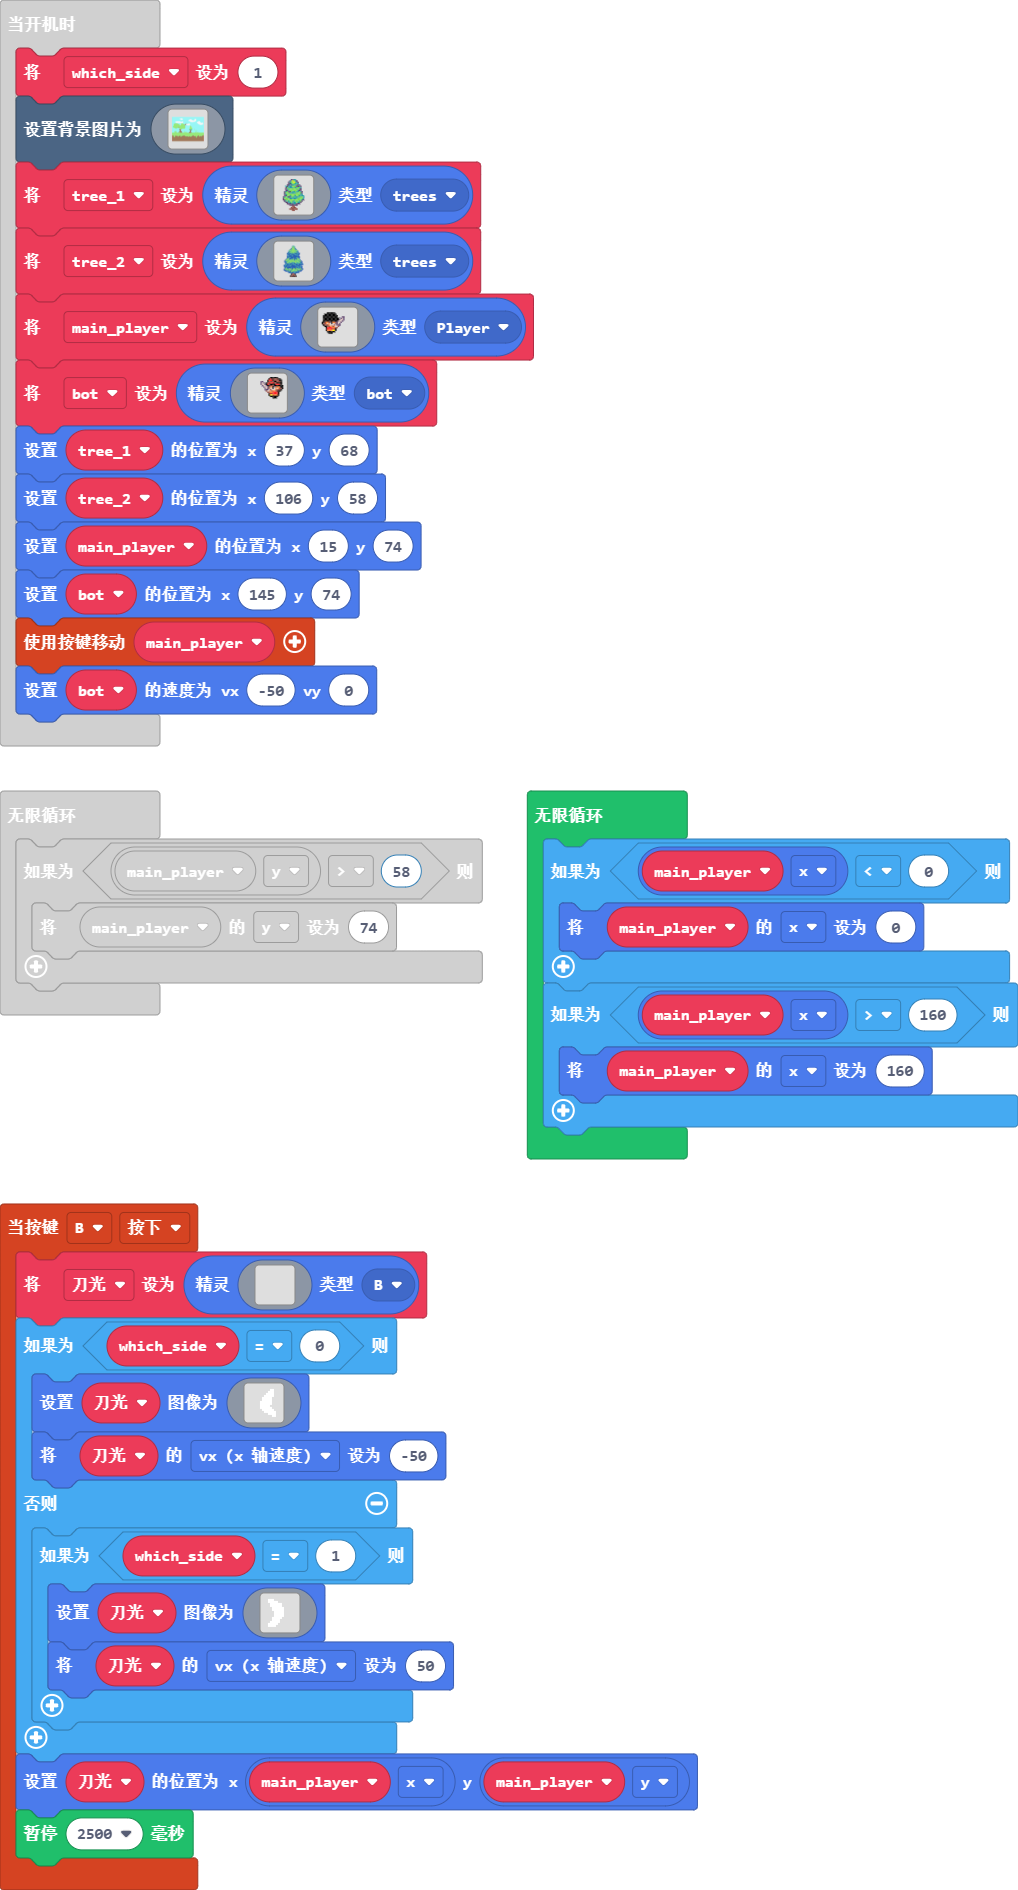 当开机时
将 which_side 设为 1
设置背景图片为
将 tree_1 设为 精灵 类型 trees
将 tree_2 设为 精灵 类型 trees
将 main_player 设为 精灵 类型 Player
将 bot 设为 精灵 类型 bot
设置 tree_1 的位置为 x 37 y 68
设置 tree_2 的位置为 x 106 y 58
设置 main_player 的位置为 x 15 y 74
设置 bot 的位置为 x 145 y 74
使用按键移动 main_player
设置 bot 的速度为 vx -50 vy 0
无限循环
如果为 main_player y > 58 则
将 main_player 的 y 设为 74
无限循环
如果为 main_player x < 0 则
将 main_player 的 x 设为 0
如果为 main_player x > 160 则
将 main_player 的 x 设为 160
当按键 B 按下
将 刀光 设为 精灵 类型 B
如果为 which_side = 0 则
设置 刀光 图像为
将 刀光 的 vx (x 轴速度) 设为 -50
否则
如果为 which_side = 1 则
设置 刀光 图像为
将 刀光 的 vx (x 轴速度) 设为 50
设置 刀光 的位置为 x main_player x y main_player y
暂停 2500 毫秒